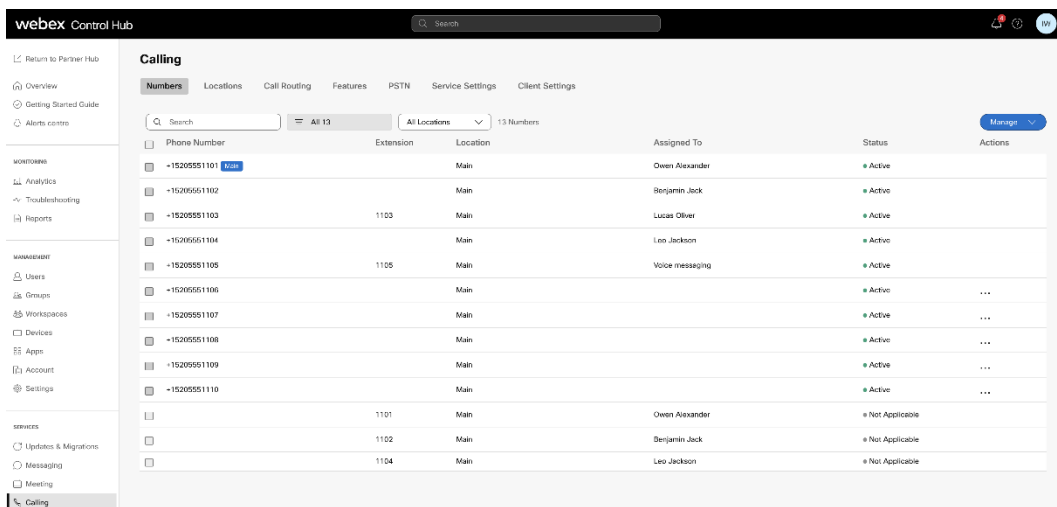 webex Control Hub
Search
4
IW
Return to Partner Hub
Overview
Getting Started Guide
Alerts centre
MONITORING
Analytics
Troubleshooting
Reports
MANAGEMENT
Users
Groups
Workspaces
Devices
Apps
Account
Settings
SERVICES
Updates & Migrations
Messaging
Meeting
Calling
Calling
Numbers Locations Call Routing Features PSTN Service Settings Client Settings
Search All 13 All Locations 13 Numbers Manage
Phone Number Extension Location Assigned To Status Actions
+15205551101 Main Main Owen Alexander Active
+15205551102 Main Benjamin Jack Active
+15205551103 1103 Main Lucas Oliver Active
+15205551104 Main Leo Jackson Active
+15205551105 1105 Main Voice messaging Active
+15205551106 Main Active ...
+15205551107 Main Active ...
+15205551108 Main Active ...
+15205551109 Main Active ...
+15205551110 Main Active ...
1101 Main Owen Alexander Not Applicable
1102 Main Benjamin Jack Not Applicable
1104 Main Leo Jackson Not Applicable